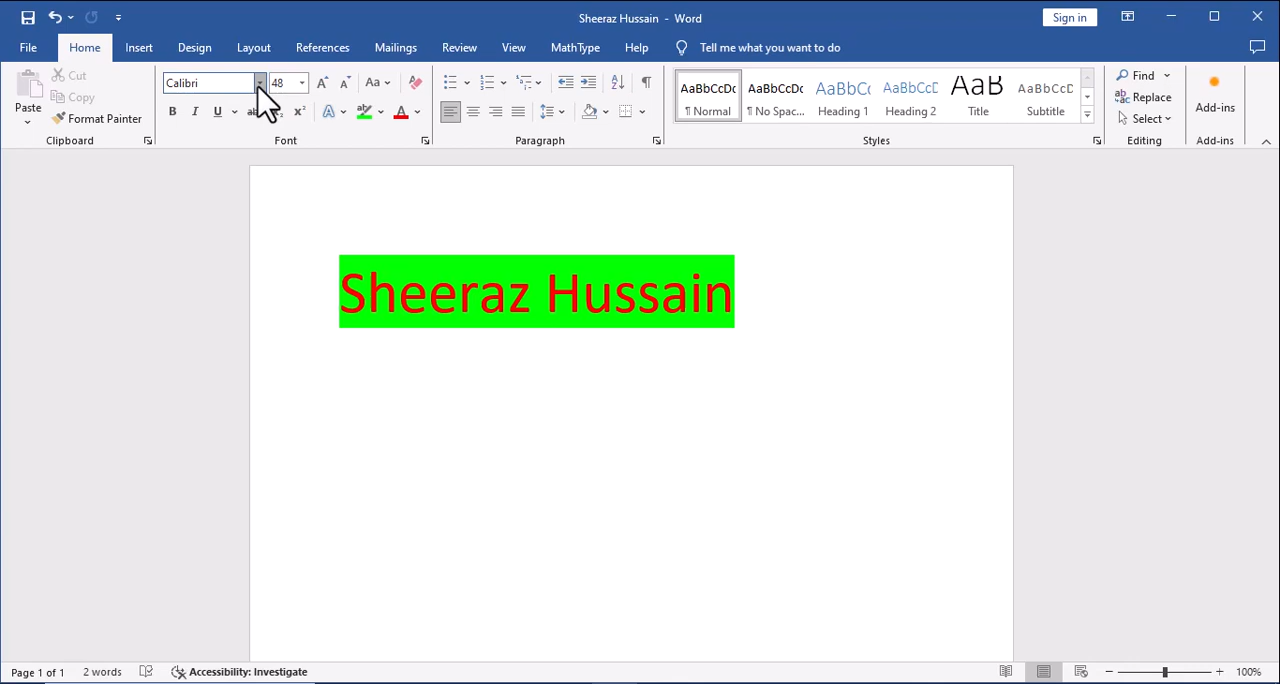 Sheeraz Hussain - Word
Sign in
File Home Insert Design Layout References Mailings Review View MathType Help Tell me what you want to do
Paste
Cut
Copy
Format Painter
Clipboard
Calibri 48
Aa
B I U
Font
Paragraph
AaBbCcDc AaBbCcDc AaBbCc AaBbCcD AaB AaBbCcD
¶ Normal ¶ No Spac... Heading 1 Heading 2 Title Subtitle
Styles
Find
Replace
Select
Editing
Add-ins
Add-ins
Sheeraz Hussain
Page 1 of 1 2 words Accessibility: Investigate 100%